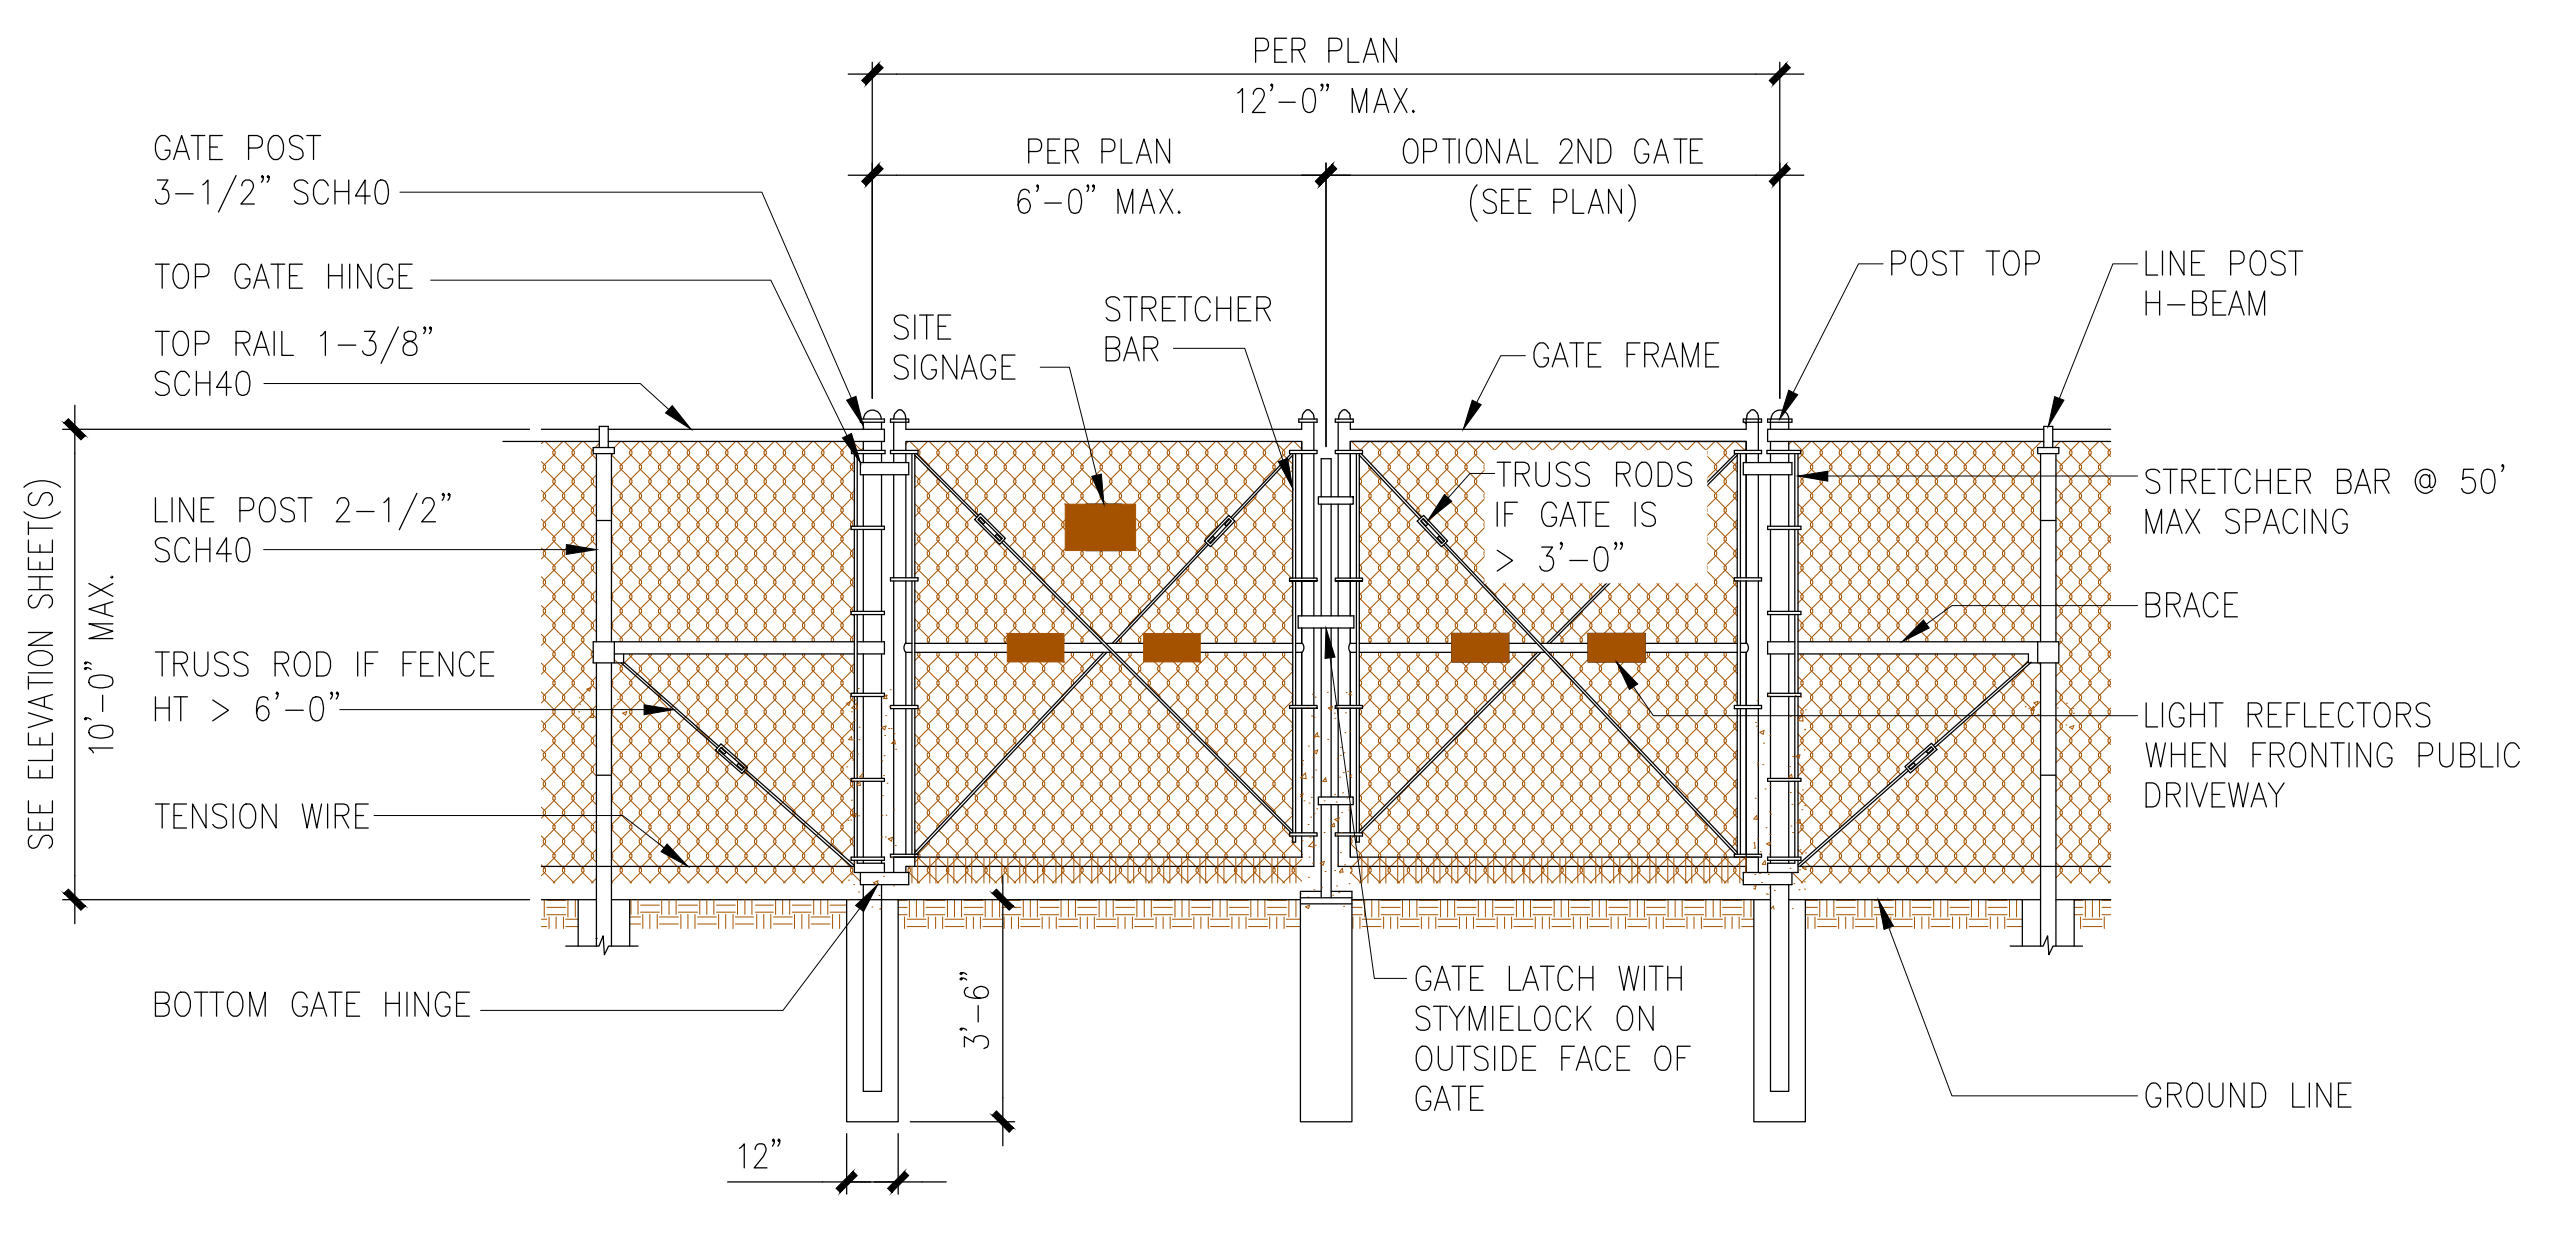 PER PLAN
12'-0" MAX.
PER PLAN
6'-0" MAX.
OPTIONAL 2ND GATE
(SEE PLAN)
GATE POST
3-1/2" SCH40
TOP GATE HINGE
TOP RAIL 1-3/8"
SCH40
SITE
SIGNAGE
STRETCHER
BAR
GATE FRAME
POST TOP
LINE POST
H-BEAM
LINE POST 2-1/2"
SCH40
TRUSS RODS
IF GATE IS
> 3'-0"
STRETCHER BAR @ 50'
MAX SPACING
SEE ELEVATION SHEET(S)
10'-0" MAX.
BRACE
TRUSS ROD IF FENCE
HT > 6'-0"
LIGHT REFLECTORS
WHEN FRONTING PUBLIC
DRIVEWAY
TENSION WIRE
BOTTOM GATE HINGE
3'-6"
GATE LATCH WITH
STYMIELOCK ON
OUTSIDE FACE OF
GATE
GROUND LINE
12"